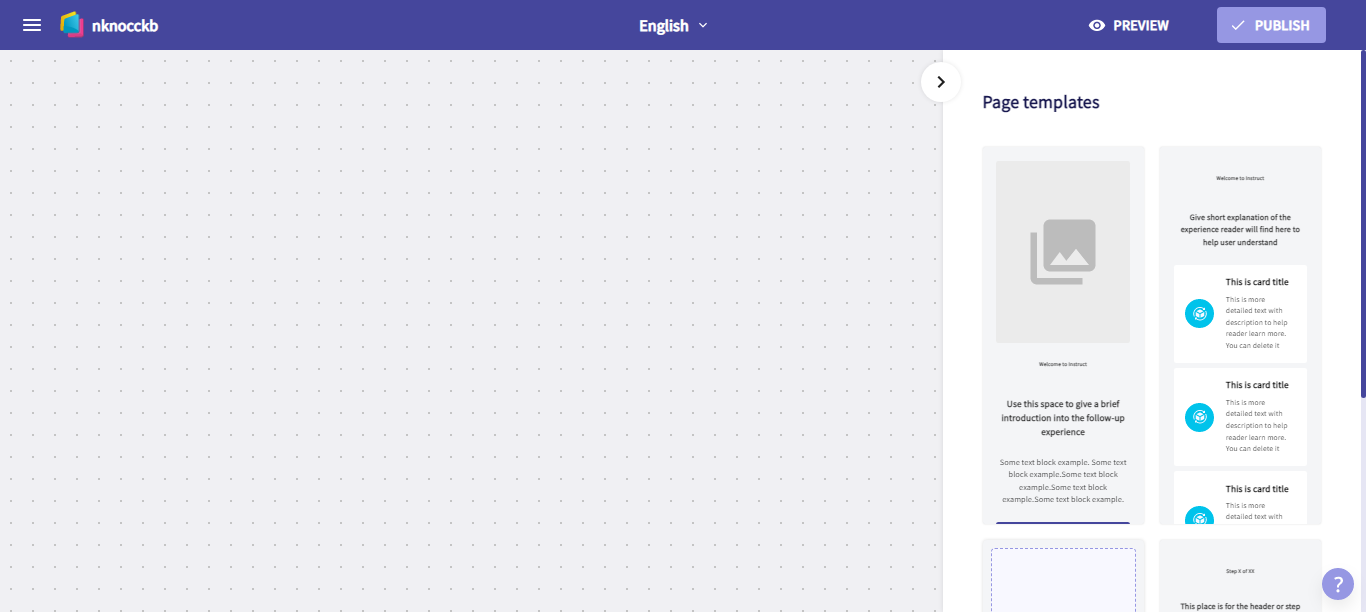 nknocckb
English
PREVIEW
PUBLISH
Page templates
Welcome to Instruct
Use this space to give a brief
introduction into the follow-up
experience
Some text block example. Some text
block example.Some text block
example.Some text block
example.Some text block example.
Welcome to Instruct
Give short explanation of the
experience reader will find here to
help user understand
This is card title
This is more
detailed text with
description to help
reader learn more.
You can delete it
This is card title
This is more
detailed text with
description to help
reader learn more.
You can delete it
This is card title
This is more
detailed text with
Step X of XX
This place is for the header or step
?